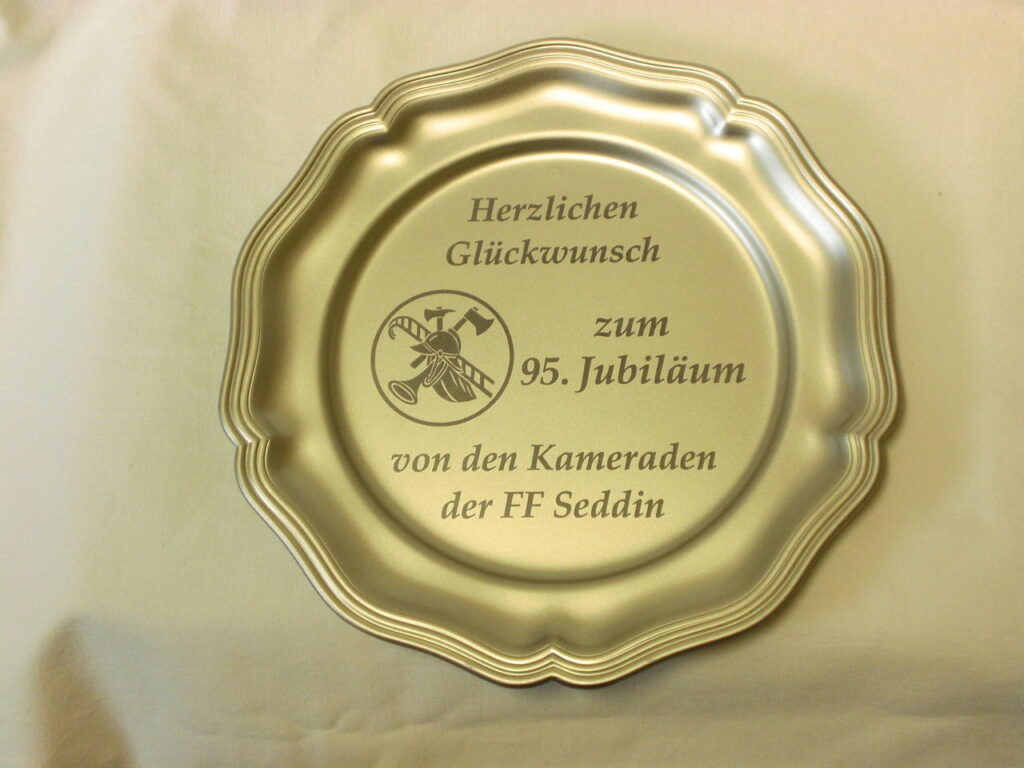 Herzlichen
Glückwunsch
zum
95. Jubiläum
von den Kameraden
der FF Seddin